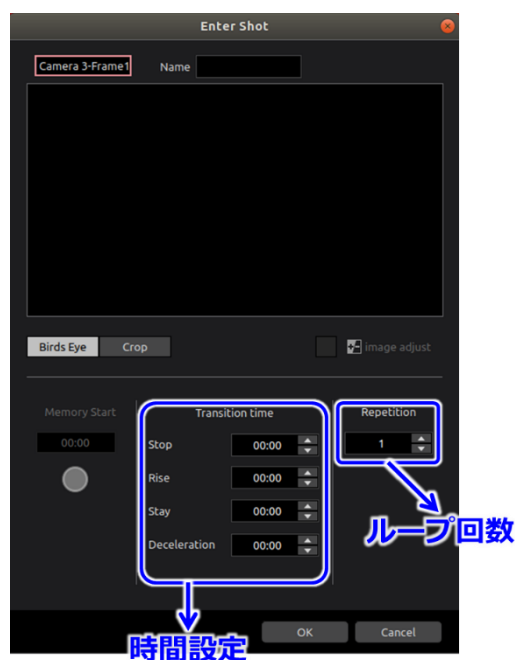 Enter Shot
Camera 3-Frame1 Name
Birds Eye Crop image adjust
Memory Start Transition time Repetition
00:00 Stop 00:00 1
Rise 00:00
Stay 00:00
Deceleration 00:00
ループ回数
時間設定
OK Cancel